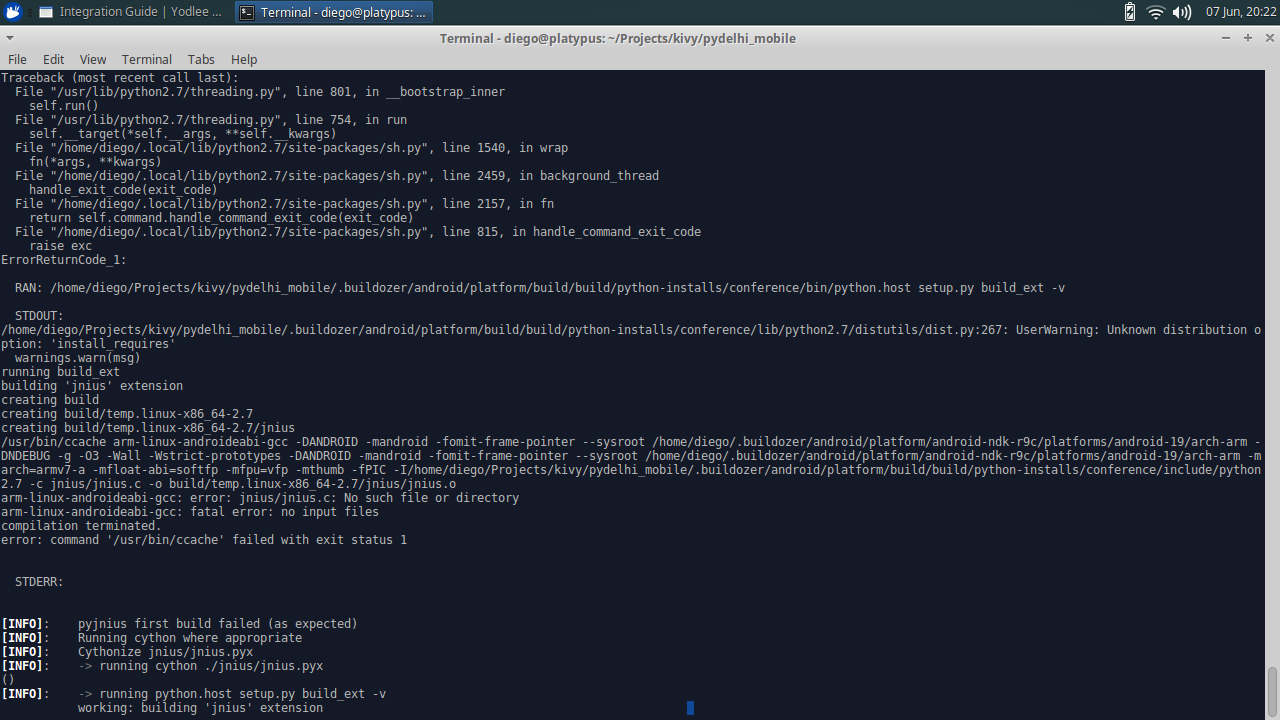 Integration Guide | Yodlee ...
Terminal - diego@platypus: ...
07 Jun, 20:22
Terminal - diego@platypus: ~/Projects/kivy/pydelhi_mobile
File Edit View Terminal Tabs Help
Traceback (most recent call last):
  File "/usr/lib/python2.7/threading.py", line 801, in __bootstrap_inner
    self.run()
  File "/usr/lib/python2.7/threading.py", line 754, in run
    self.__target(*self.__args, **self.__kwargs)
  File "/home/diego/.local/lib/python2.7/site-packages/sh.py", line 1540, in wrap
    fn(*args, **kwargs)
  File "/home/diego/.local/lib/python2.7/site-packages/sh.py", line 2459, in background_thread
    handle_exit_code(exit_code)
  File "/home/diego/.local/lib/python2.7/site-packages/sh.py", line 2157, in fn
    return self.command.handle_command_exit_code(exit_code)
  File "/home/diego/.local/lib/python2.7/site-packages/sh.py", line 815, in handle_command_exit_code
    raise exc
ErrorReturnCode_1:
  RAN: /home/diego/Projects/kivy/pydelhi_mobile/.buildozer/android/platform/build/build/python-installs/conference/bin/python.host setup.py build_ext -v
  STDOUT:
/home/diego/Projects/kivy/pydelhi_mobile/.buildozer/android/platform/build/build/python-installs/conference/lib/python2.7/distutils/dist.py:267: UserWarning: Unknown distribution o
ption: 'install_requires'
  warnings.warn(msg)
running build_ext
building 'jnius' extension
creating build
creating build/temp.linux-x86_64-2.7
creating build/temp.linux-x86_64-2.7/jnius
/usr/bin/ccache arm-linux-androideabi-gcc -DANDROID -mandroid -fomit-frame-pointer --sysroot /home/diego/.buildozer/android/platform/android-ndk-r9c/platforms/android-19/arch-arm -
DNDEBUG -g -O3 -Wall -Wstrict-prototypes -DANDROID -mandroid -fomit-frame-pointer --sysroot /home/diego/.buildozer/android/platform/android-ndk-r9c/platforms/android-19/arch-arm -m
arch=armv7-a -mfloat-abi=softfp -mfpu=vfp -mthumb -fPIC -I/home/diego/Projects/kivy/pydelhi_mobile/.buildozer/android/platform/build/build/python-installs/conference/include/python
2.7 -c jnius/jnius.c -o build/temp.linux-x86_64-2.7/jnius/jnius.o
arm-linux-androideabi-gcc: error: jnius/jnius.c: No such file or directory
arm-linux-androideabi-gcc: fatal error: no input files
compilation terminated.
error: command '/usr/bin/ccache' failed with exit status 1
  STDERR:
[INFO]:    pyjnius first build failed (as expected)
[INFO]:    Running cython where appropriate
[INFO]:    Cythonize jnius/jnius.pyx
[INFO]:    -> running cython ./jnius/jnius.pyx
()
[INFO]:    -> running python.host setup.py build_ext -v
           working: building 'jnius' extension